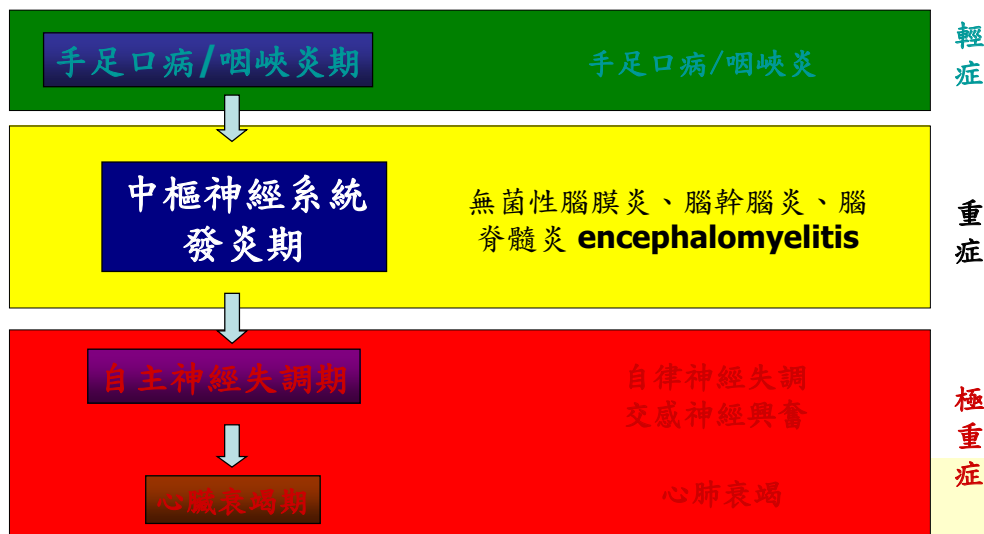 手足口病/咽峽炎期
手足口病/咽峽炎
輕症
中樞神經系統
發炎期
無菌性腦膜炎、腦幹腦炎、腦
脊髓炎 encephalomyelitis
重症
自主神經失調期
自律神經失調
交感神經興奮
極重症
心臟衰竭期
心肺衰竭